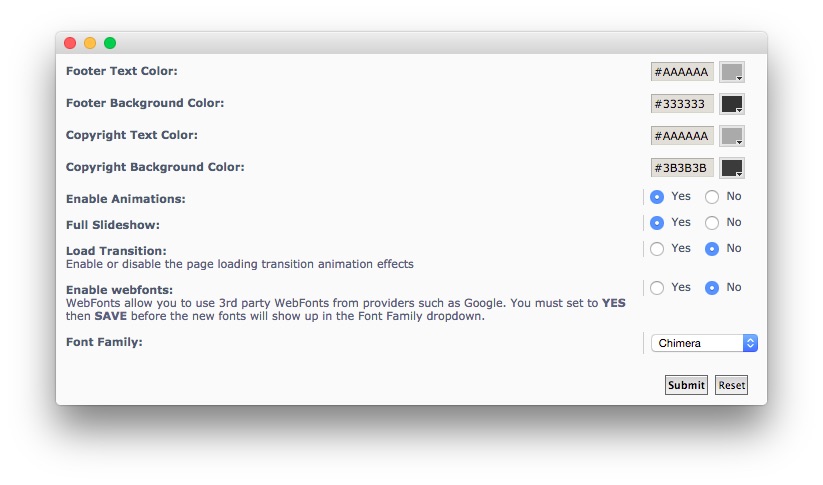 Footer Text Color: #AAAAAA
Footer Background Color: #333333
Copyright Text Color: #AAAAAA
Copyright Background Color: #3B3B3B
Enable Animations: Yes No
Full Slideshow: Yes No
Load Transition: Yes No
Enable or disable the page loading transition animation effects
Enable webfonts: Yes No
WebFonts allow you to use 3rd party WebFonts from providers such as Google. You must set to YES
then SAVE before the new fonts will show up in the Font Family dropdown.
Font Family: Chimera
Submit Reset